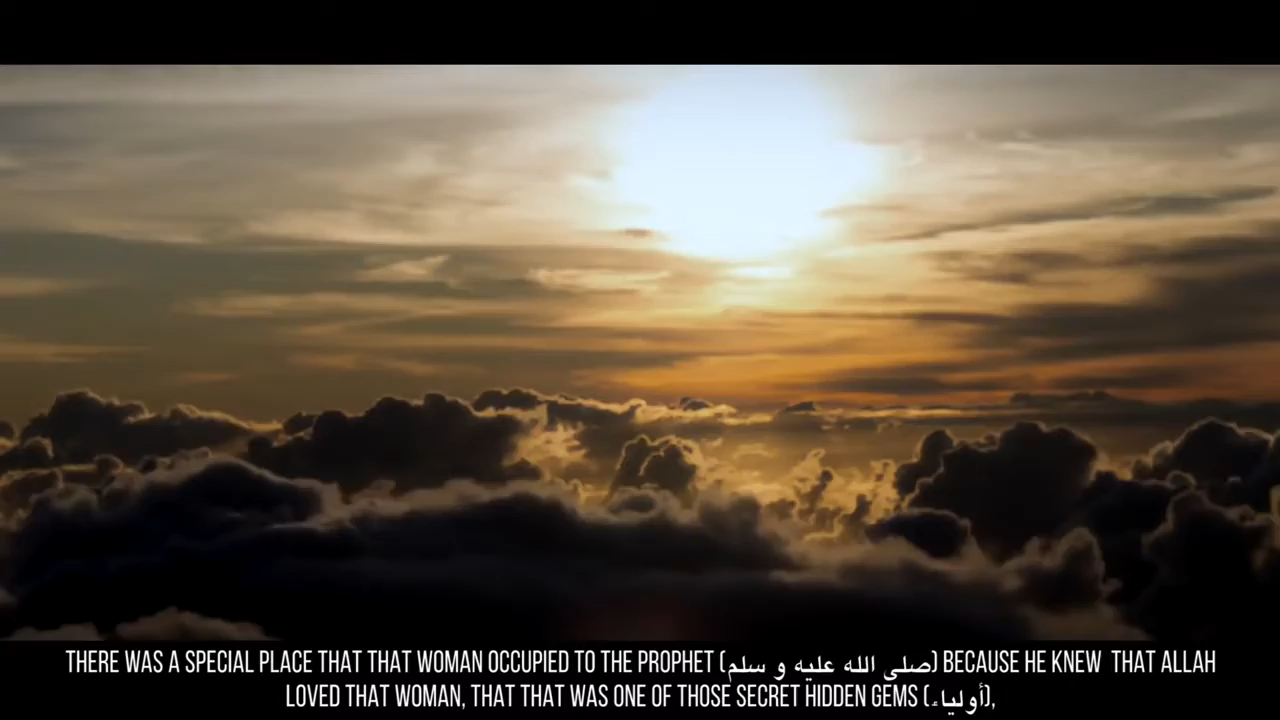 THERE WAS A SPECIAL PLACE THAT THAT WOMAN OCCUPIED TO THE PROPHET (صلى الله عليه و سلم) BECAUSE HE KNEW THAT ALLAH
LOVED THAT WOMAN, THAT THAT WAS ONE OF THOSE SECRET HIDDEN GEMS (أولياء),